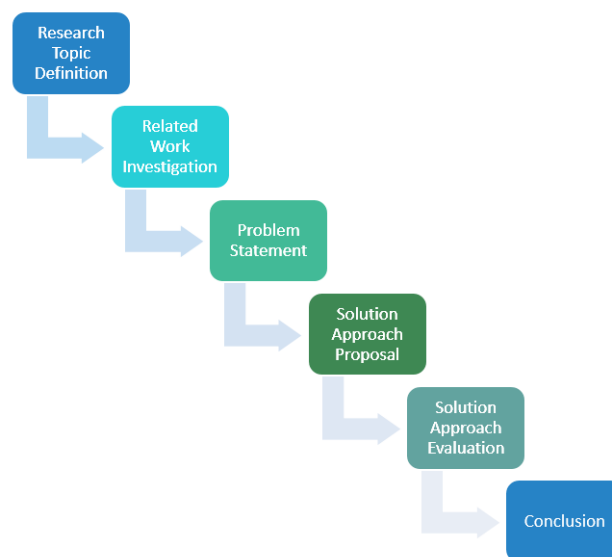 Research
Topic
Definition
Related
Work
Investigation
Problem
Statement
Solution
Approach
Proposal
Solution
Approach
Evaluation
Conclusion